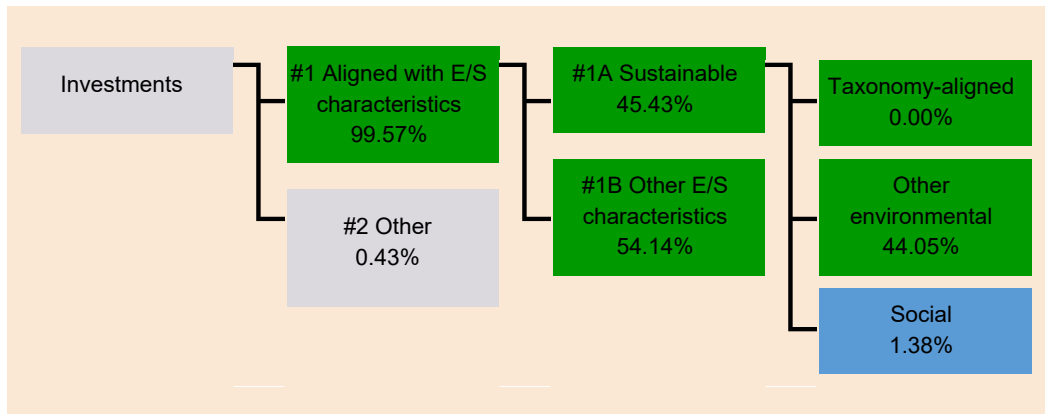 Investments
#1 Aligned with E/S
characteristics
99.57%
#2 Other
0.43%
#1A Sustainable
45.43%
#1B Other E/S
characteristics
54.14%
Taxonomy-aligned
0.00%
Other
environmental
44.05%
Social
1.38%